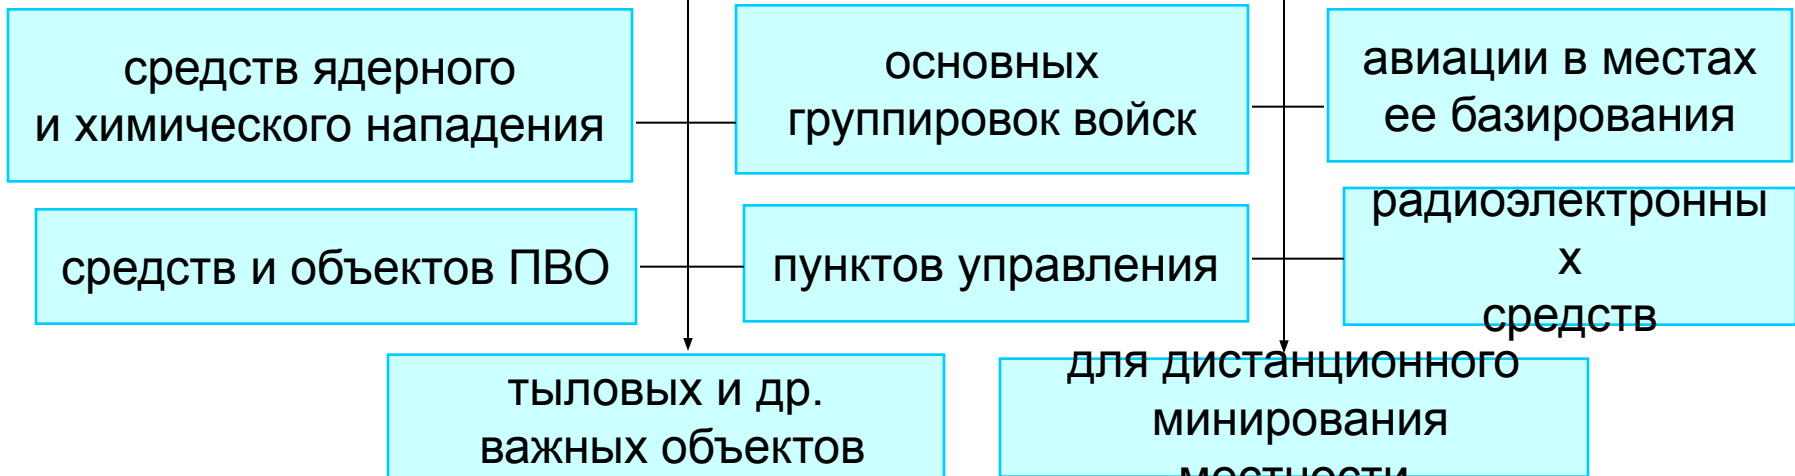 средств ядерного
и химического нападения
основных
группировок войск
авиации в местах
ее базирования
средств и объектов ПВО
пунктов управления
радиоэлектронны
х
средств
тыловых и др.
важных объектов
для дистанционного
минирования
местности